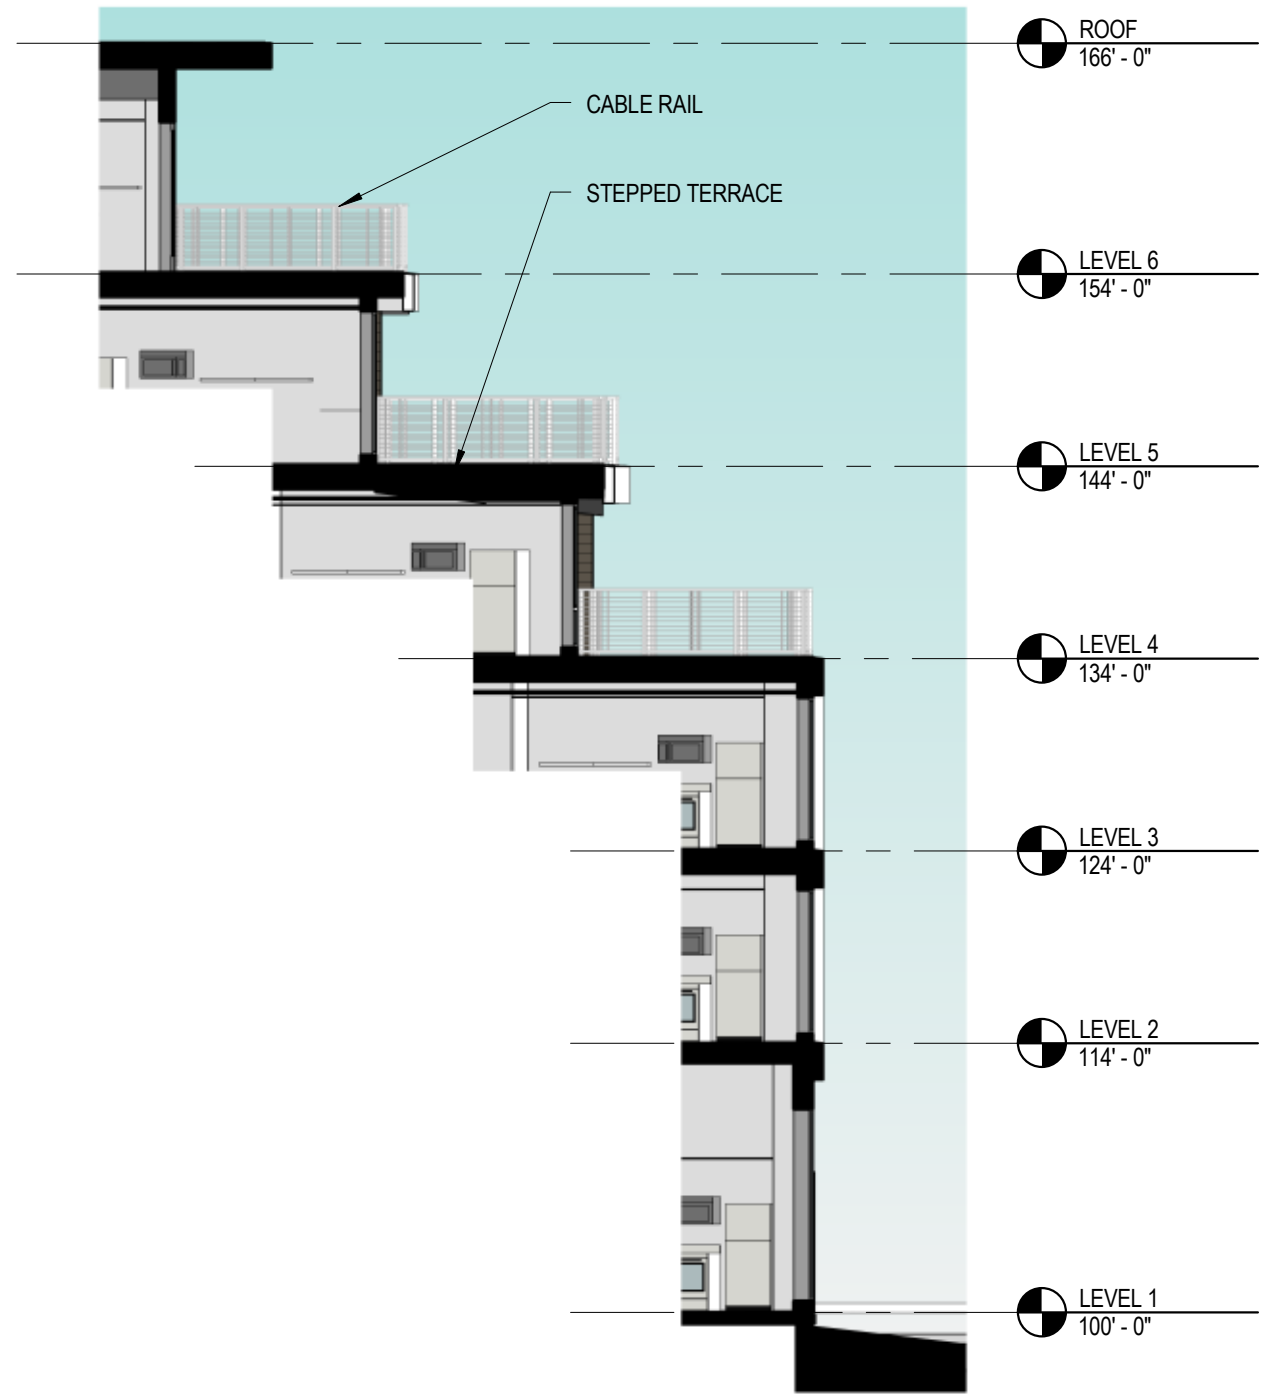 ROOF
166' - 0"
CABLE RAIL
STEPPED TERRACE
LEVEL 6
154' - 0"
LEVEL 5
144' - 0"
LEVEL 4
134' - 0"
LEVEL 3
124' - 0"
LEVEL 2
114' - 0"
LEVEL 1
100' - 0"